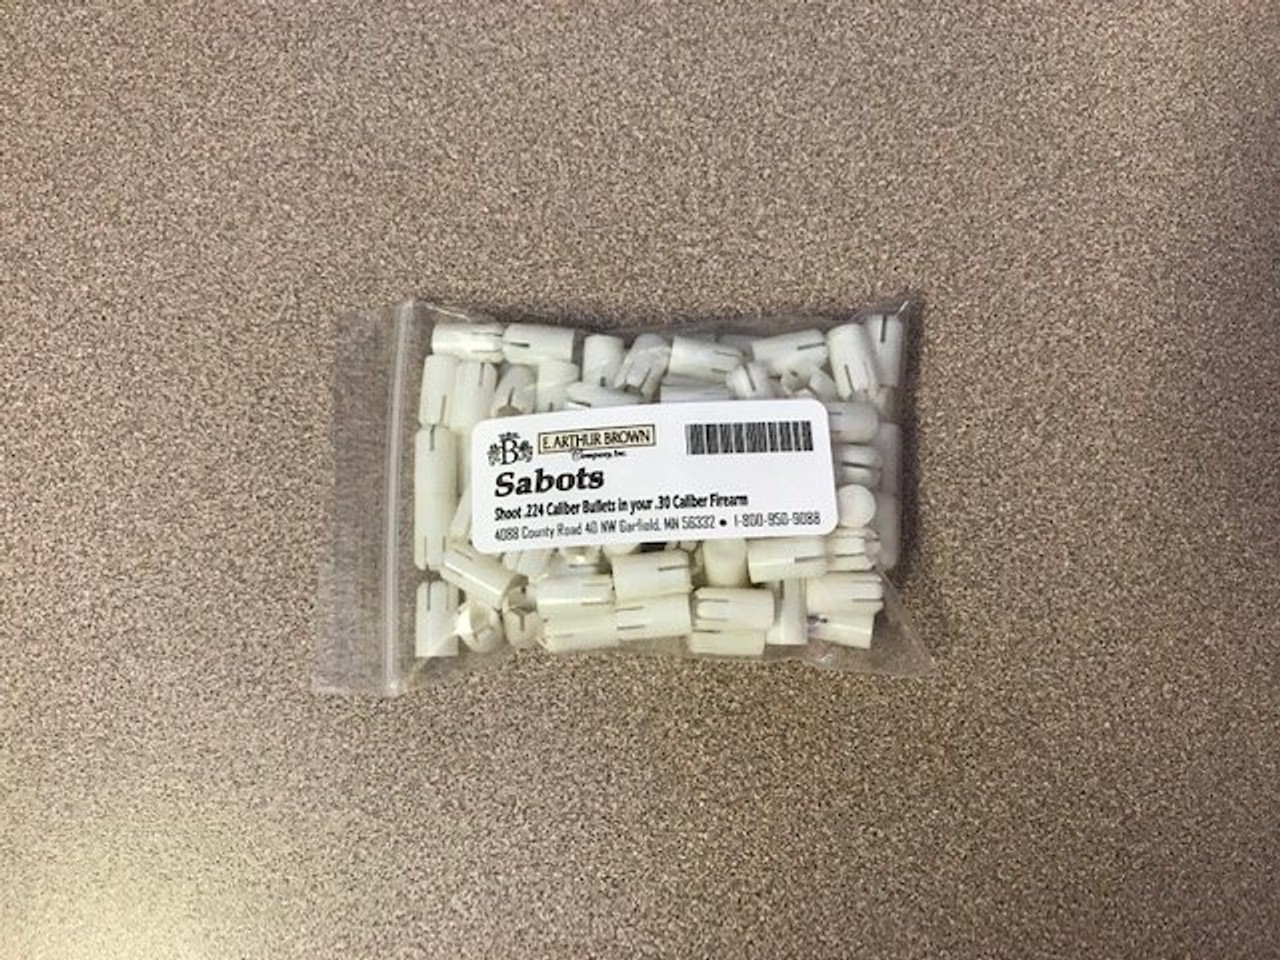 B
E. ARTHUR BROWN
Company, Inc.
Sabots
Shoot .224 Caliber Bullets in your .30 Caliber Firearm
4088 County Road 40 NW Garfield, MN 56332 • 1-800-950-9088